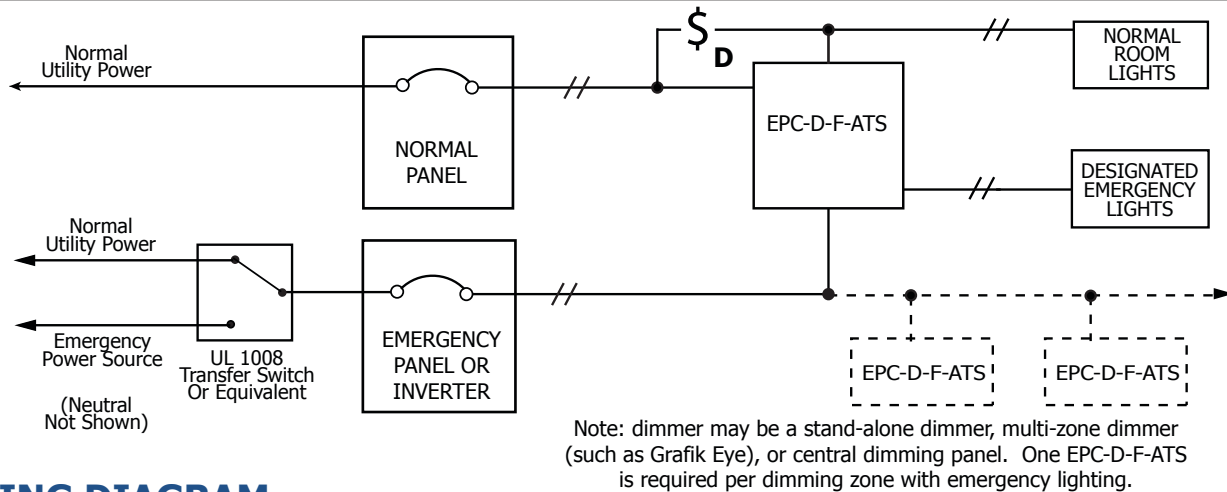 Normal
Utility Power
NORMAL
PANEL
$
D
EPC-D-F-ATS
NORMAL
ROOM
LIGHTS
DESIGNATED
EMERGENCY
LIGHTS
Normal
Utility Power
Emergency
Power Source
(Neutral
Not Shown)
UL 1008
Transfer Switch
Or Equivalent
EMERGENCY
PANEL OR
INVERTER
EPC-D-F-ATS
EPC-D-F-ATS
Note: dimmer may be a stand-alone dimmer, multi-zone dimmer
(such as Grafik Eye), or central dimming panel. One EPC-D-F-ATS
is required per dimming zone with emergency lighting.
ING DIAGRAM